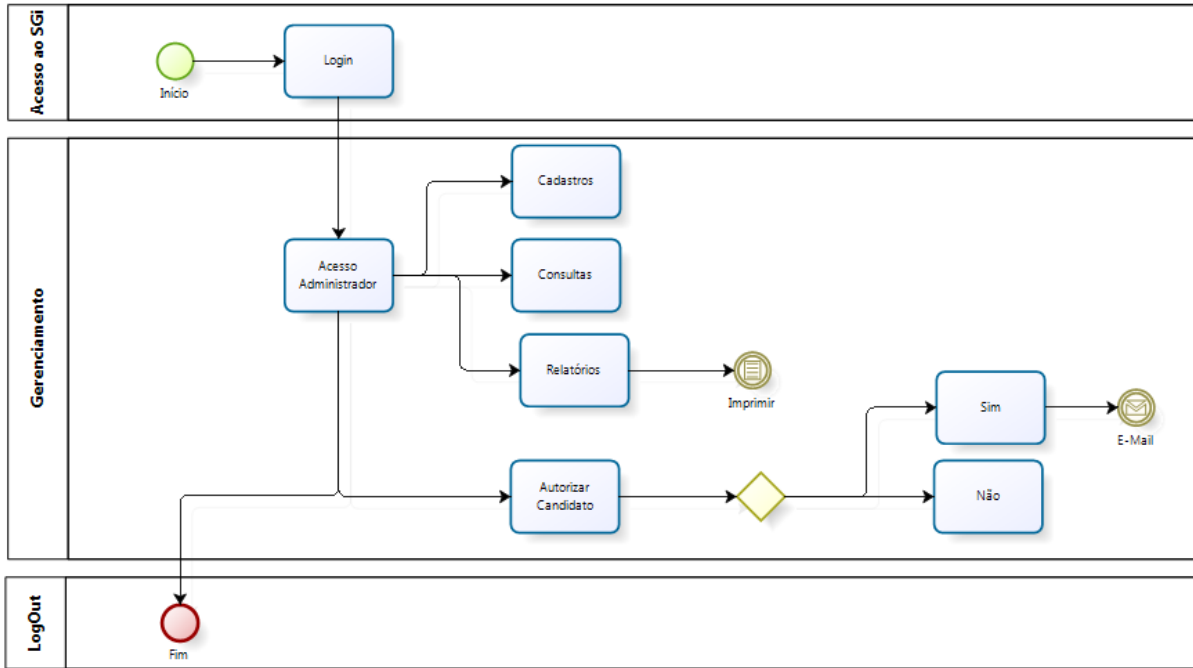 Acesso ao SGi
Início
Login
Gerenciamento
Acesso
Administrador
Cadastros
Consultas
Relatórios
Imprimir
Autorizar
Candidato
Sim
E-Mail
Não
LogOut
Fim